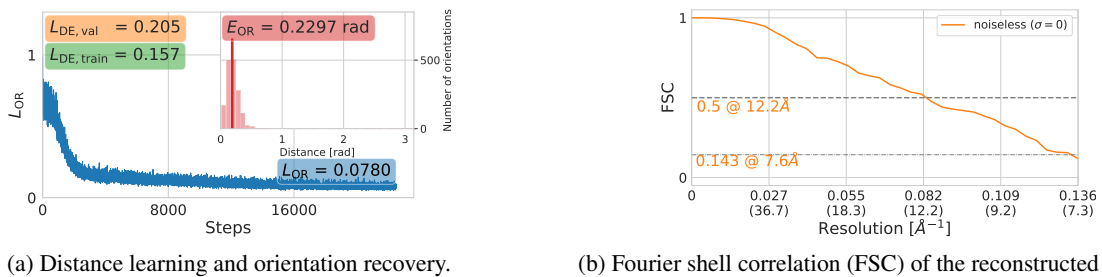 L_DE,val = 0.205
L_DE,train = 0.157
E_OR = 0.2297 rad
L_OR = 0.0780
L_OR
1
0
0
8000
16000
Steps
500
0
Number of orientations
0
1
2
3
Distance [rad]
(a) Distance learning and orientation recovery.
noiseless (σ = 0)
FSC
1
0
0.5 @ 12.2Å
0.143 @ 7.6Å
0 0.027 0.055 0.082 0.109 0.136
(36.7) (18.3) (12.2) (9.2) (7.3)
Resolution [Å⁻¹]
(b) Fourier shell correlation (FSC) of the reconstructed